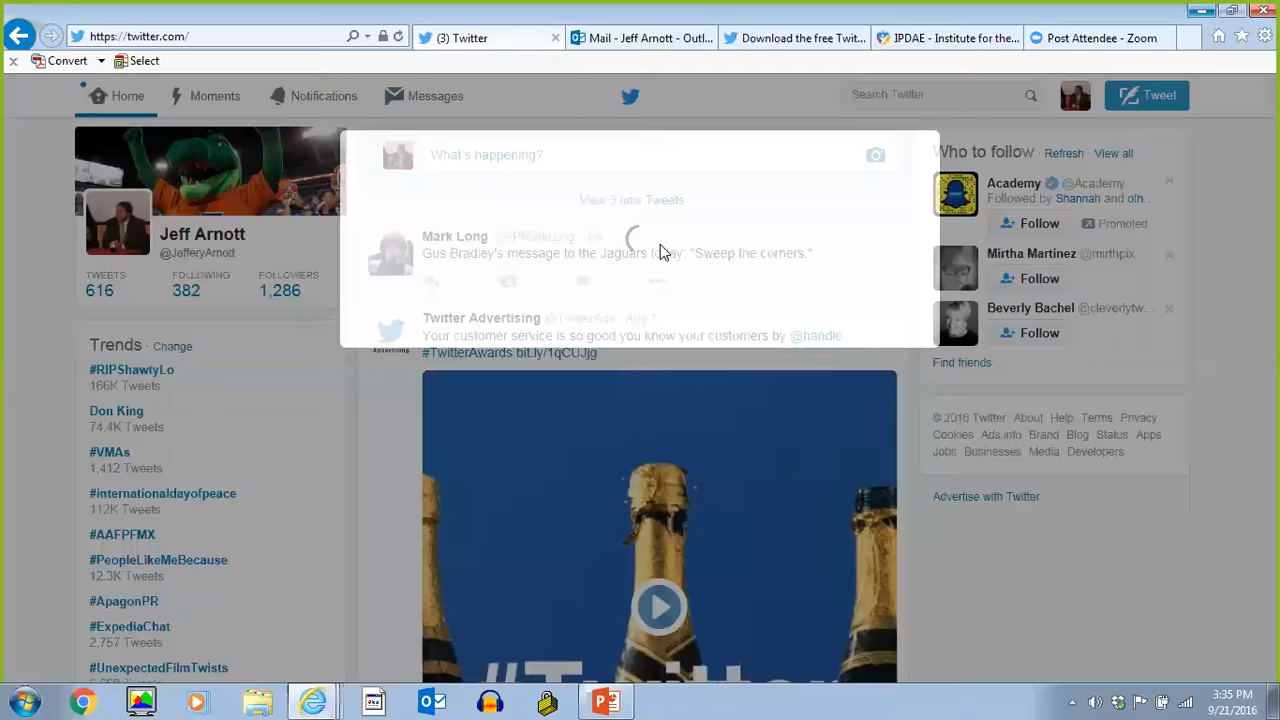 https://twitter.com/
(3) Twitter
Mail - Jeff Arnott - Outl...
Download the free Twit...
IPDAE - Institute for the...
Post Attendee - Zoom
Convert
Select
Home
Moments
Notifications
Messages
Search Twitter
Tweet
Jeff Arnott
@JefferyArnott
TWEETS
FOLLOWING
FOLLOWERS
616
382
1,286
Trends · Change
#RIPShawtyLo
166K Tweets
Don King
74.4K Tweets
#VMAs
1,412 Tweets
#internationaldayofpeace
112K Tweets
#AAFPFMX
#PeopleLikeMeBecause
12.3K Tweets
#ApagonPR
#ExpediaChat
2,757 Tweets
#UnexpectedFilmTwists
What's happening?
View 3 new Tweets
Mark Long
Gus Bradley's message to the Jaguars today: "Sweep the corners."
Twitter Advertising @TwitterAds · Aug 1
Your customer service is so good you know your customers by @handle
#TwitterAwards bit.ly/1qCUJjg
Advertising
#Twitter
Who to follow · Refresh · View all
Academy @Academy
Followed by Shannah and oth...
Follow
Promoted
Mirtha Martinez @mirthpix
Follow
Beverly Bachel @cleverlytw...
Follow
Find friends
© 2016 Twitter About Help Terms Privacy
Cookies Ads info Brand Blog Status Apps
Jobs Businesses Media Developers
Advertise with Twitter
3:35 PM
9/21/2016